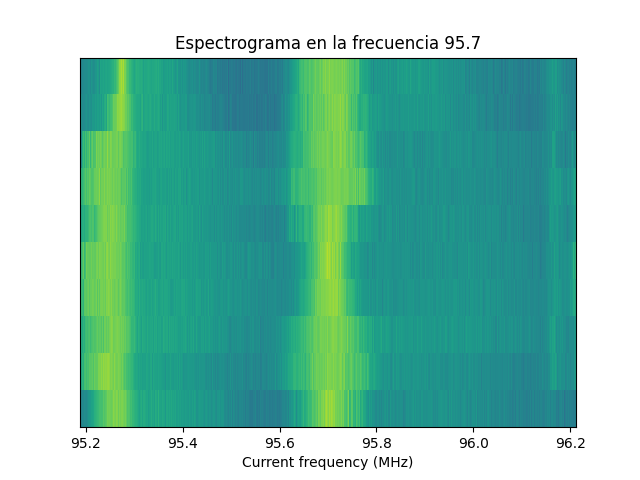 Espectrograma en la frecuencia 95.7
95.2 95.4 95.6 95.8 96.0 96.2
Current frequency (MHz)